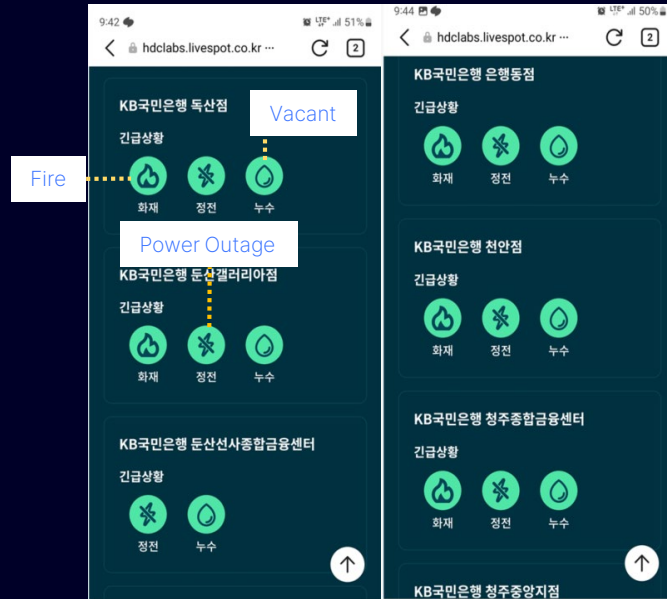 9:42
LTE+ 51%
hdclabs.livespot.co.kr ···
2
KB국민은행 독산점
Vacant
긴급상황
Fire
화재 정전 누수
Power Outage
KB국민은행 둔산갤러리아점
긴급상황
화재 정전 누수
KB국민은행 둔산선사종합금융센터
긴급상황
정전 누수
9:44
LTE+ 50%
hdclabs.livespot.co.kr ···
2
KB국민은행 은행동점
긴급상황
화재 정전 누수
KB국민은행 천안점
긴급상황
화재 정전 누수
KB국민은행 청주종합금융센터
긴급상황
화재 정전 누수
KB국민은행 청주중앙지점